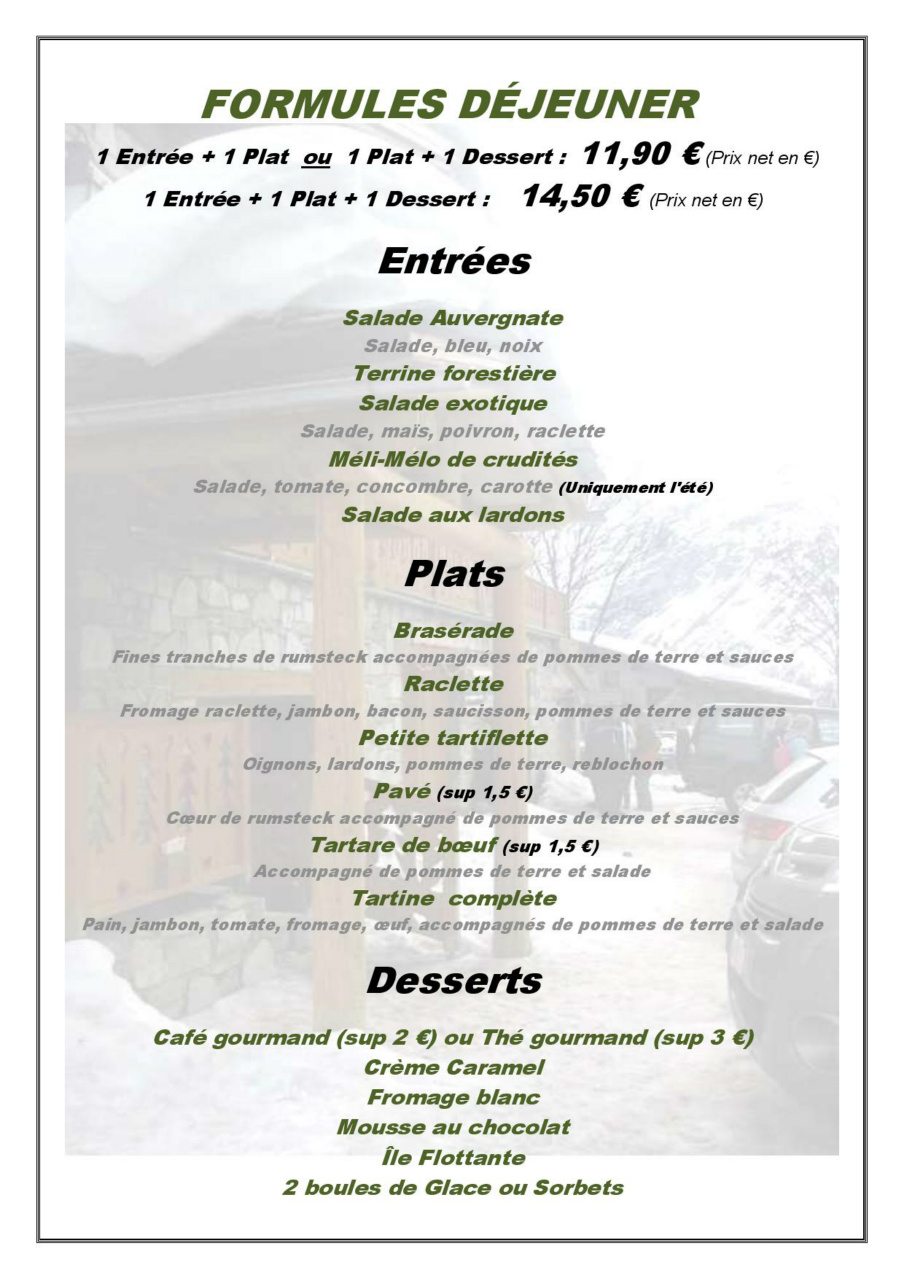 FORMULES DÉJEUNER
1 Entrée + 1 Plat ou 1 Plat + 1 Dessert : 11,90 € (Prix net en €)
1 Entrée + 1 Plat + 1 Dessert : 14,50 € (Prix net en €)
Entrées
Salade Auvergnate
Salade, bleu, noix
Terrine forestière
Salade exotique
Salade, maïs, poivron, raclette
Méli-Mélo de crudités
Salade, tomate, concombre, carotte (Uniquement l'été)
Salade aux lardons
Plats
Brasérade
Fines tranches de rumsteck accompagnées de pommes de terre et sauces
Raclette
Fromage raclette, jambon, bacon, saucisson, pommes de terre et sauces
Petite tartiflette
Oignons, lardons, pommes de terre, reblochon
Pavé (sup 1,5 €)
Cœur de rumsteck accompagné de pommes de terre et sauces
Tartare de bœuf (sup 1,5 €)
Accompagné de pommes de terre et salade
Tartine complète
Pain, jambon, tomate, fromage, œuf, accompagnés de pommes de terre et salade
Desserts
Café gourmand (sup 2 €) ou Thé gourmand (sup 3 €)
Crème Caramel
Fromage blanc
Mousse au chocolat
Île Flottante
2 boules de Glace ou Sorbets